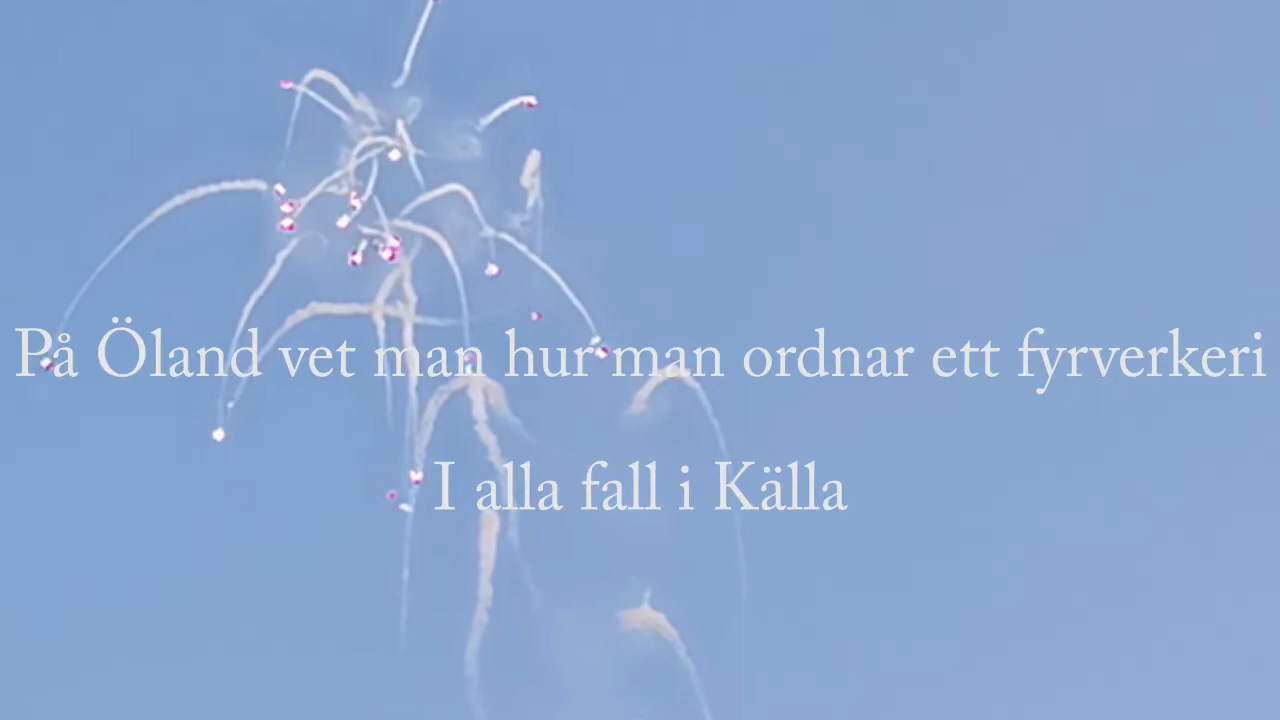 På Öland vet man hur man ordnar ett fyrverkeri
I alla fall i Källa